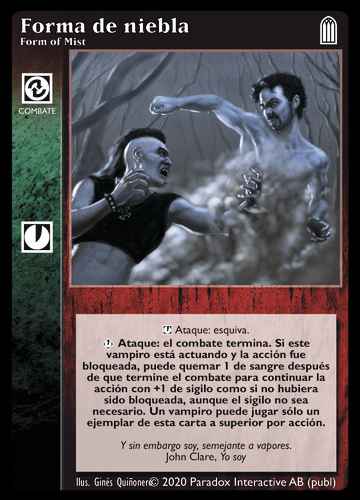 Forma de niebla
Form of Mist
COMBATE
Ataque: esquiva.
Ataque: el combate termina. Si este
vampiro está actuando y la acción fue
bloqueada, puede quemar 1 de sangre después
de que termine el combate para continuar la
acción con +1 de sigilo como si no hubiera
sido bloqueada, aunque el sigilo no sea
necesario. Un vampiro puede jugar sólo un
ejemplar de esta carta a superior por acción.
Y sin embargo soy, semejante a vapores.
John Clare, Yo soy
Ilus. Ginés Quiñonero© 2020 Paradox Interactive AB (publ)